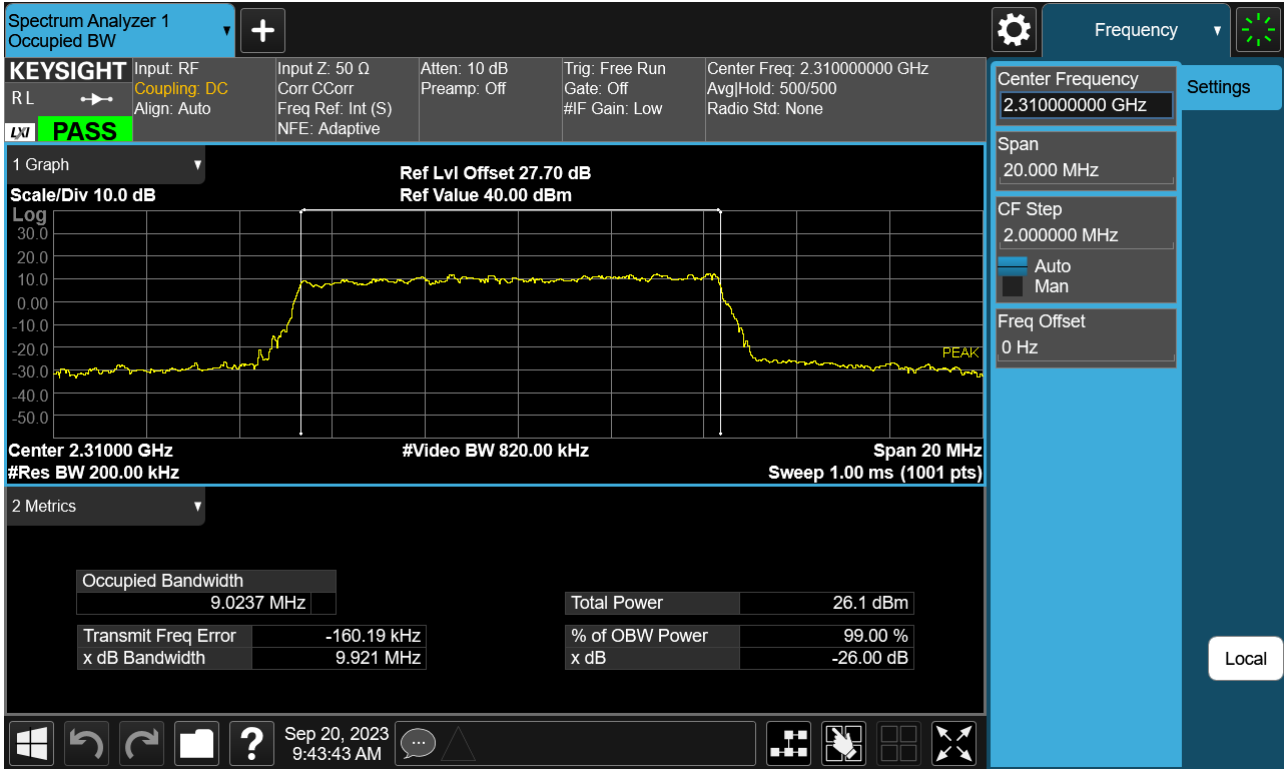 Spectrum Analyzer 1
Occupied BW
Frequency
KEYSIGHT
R L
LXI
PASS
Input: RF
Coupling: DC
Align: Auto
Input Z: 50 Ω
Corr CCorr
Freq Ref: Int (S)
NFE: Adaptive
Atten: 10 dB
Preamp: Off
Trig: Free Run
Gate: Off
#IF Gain: Low
Center Freq: 2.310000000 GHz
Avg|Hold: 500/500
Radio Std: None
Center Frequency
2.310000000 GHz
Settings
Span
20.000 MHz
CF Step
2.000000 MHz
Auto
Man
Freq Offset
0 Hz
1 Graph
Scale/Div 10.0 dB
Ref Lvl Offset 27.70 dB
Ref Value 40.00 dBm
Log
30.0
20.0
10.0
0.00
-10.0
-20.0
-30.0
-40.0
-50.0
PEAK
Center 2.31000 GHz
#Video BW 820.00 kHz
Span 20 MHz
#Res BW 200.00 kHz
Sweep 1.00 ms (1001 pts)
2 Metrics
Occupied Bandwidth
9.0237 MHz
Total Power 26.1 dBm
Transmit Freq Error -160.19 kHz
% of OBW Power 99.00 %
x dB Bandwidth 9.921 MHz
x dB -26.00 dB
Local
?
Sep 20, 2023
9:43:43 AM